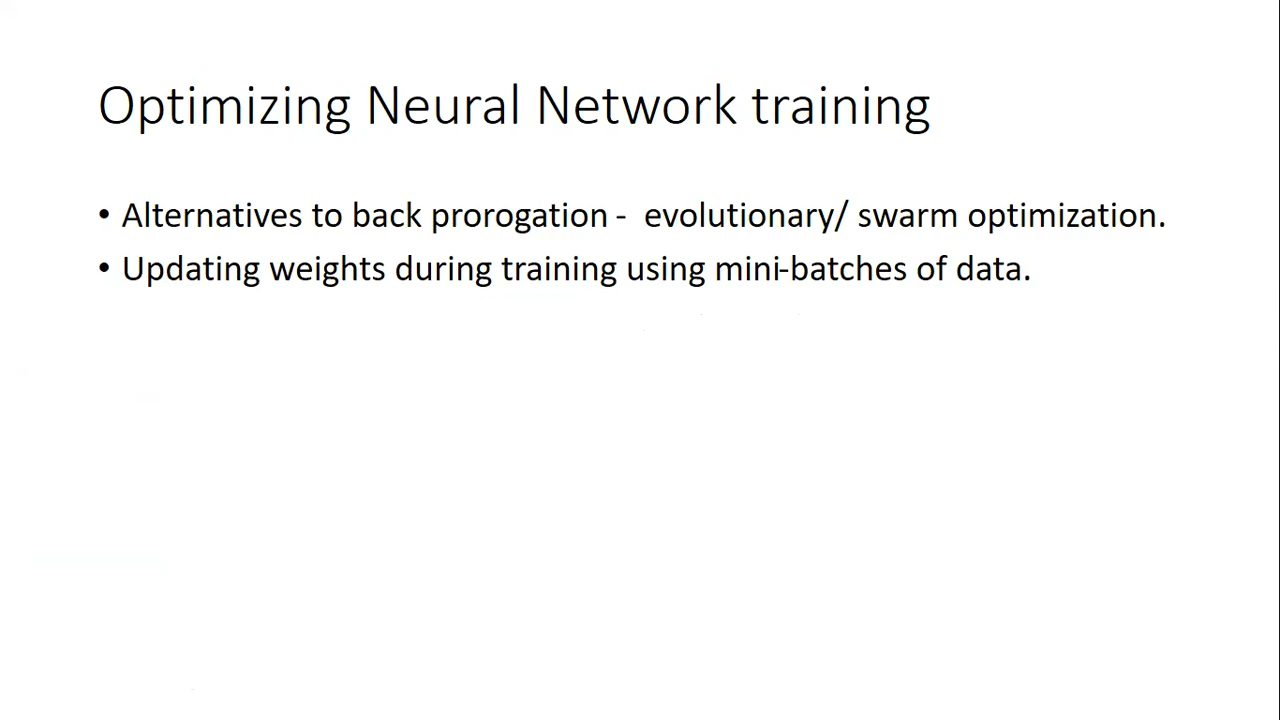 Optimizing Neural Network training
• Alternatives to back prorogation -  evolutionary/ swarm optimization.
• Updating weights during training using mini-batches of data.